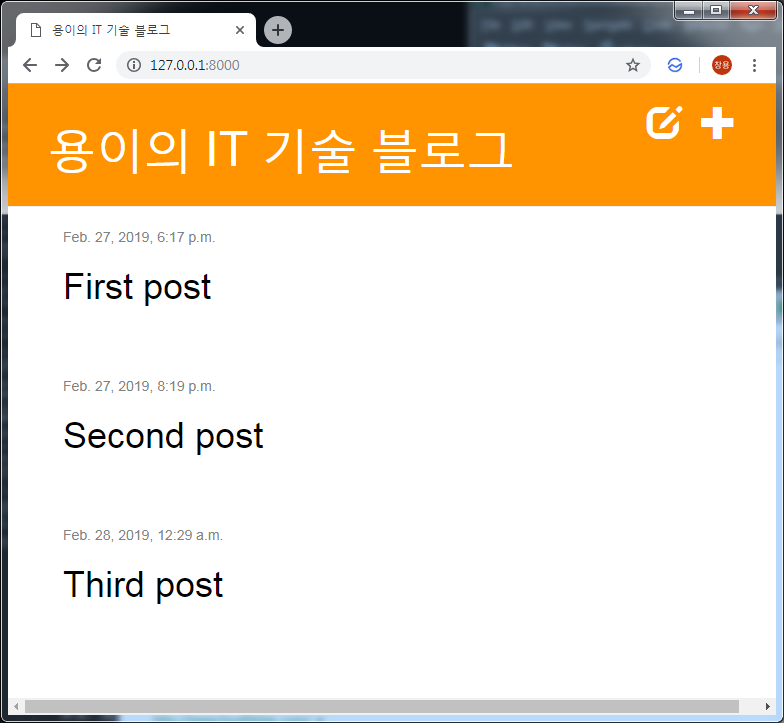 용이의 IT 기술 블로그
127.0.0.1:8000
창용
용이의 IT 기술 블로그
Feb. 27, 2019, 6:17 p.m.
First post
Feb. 27, 2019, 8:19 p.m.
Second post
Feb. 28, 2019, 12:29 a.m.
Third post